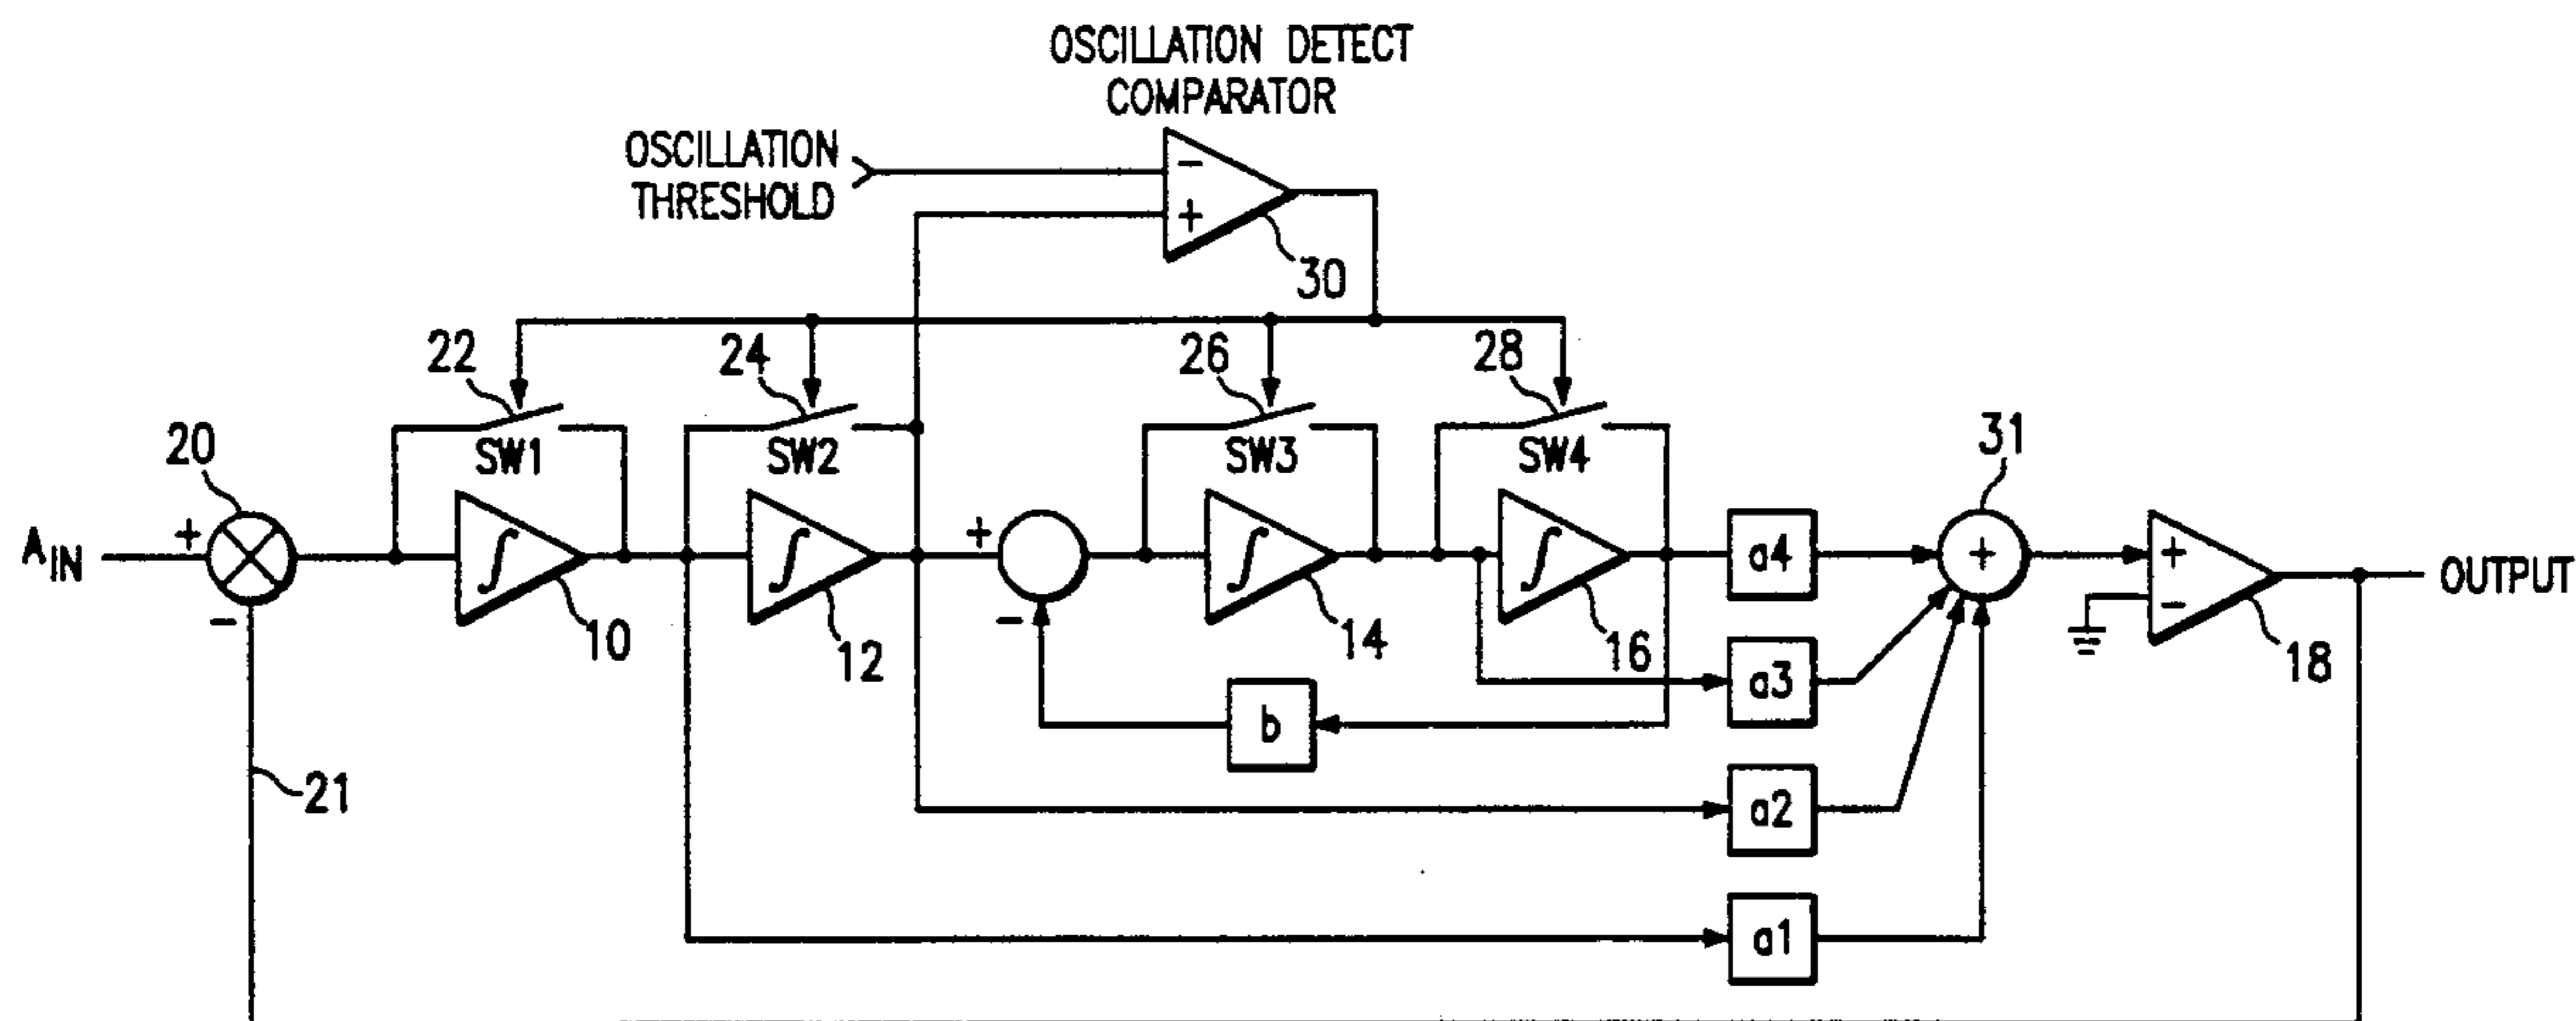 OSCILLATION DETECT
COMPARATOR
OSCILLATION
THRESHOLD
−
+
30
22
24
26
28
SW1
SW2
SW3
SW4
20
31
A_IN
+
−
∫
10
∫
12
+
−
∫
14
∫
16
a4
+
+
−
18
OUTPUT
a3
b
21
a2
a1